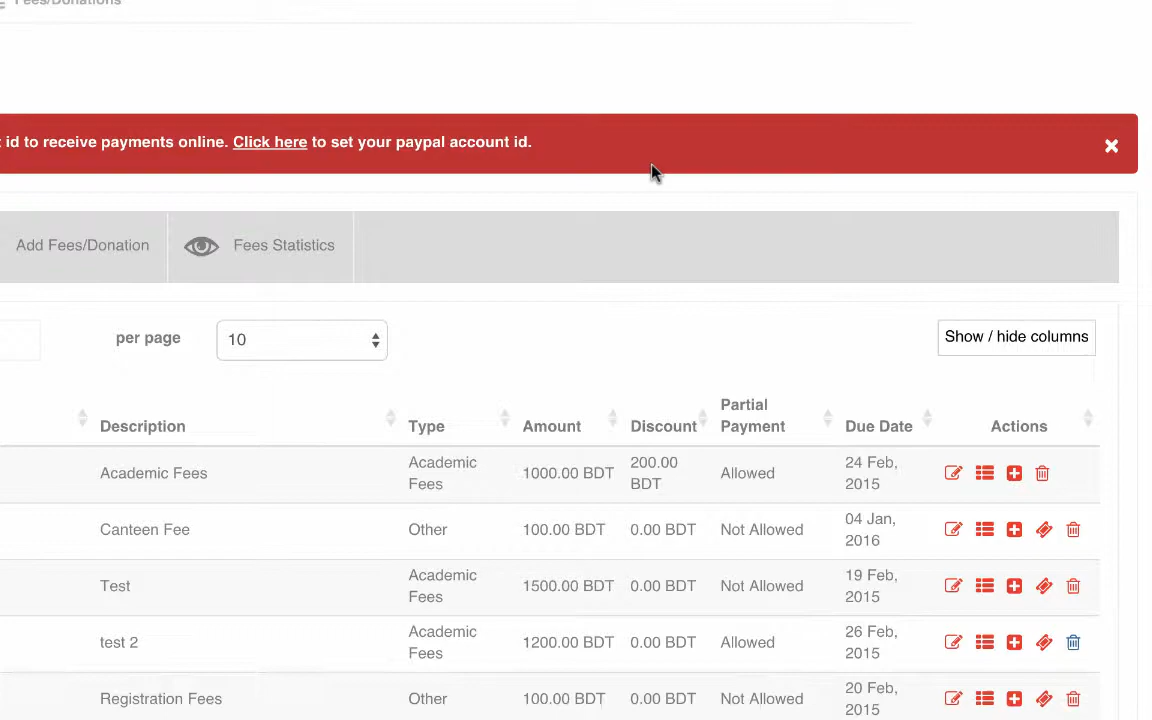 Fees/Donations
id to receive payments online. Click here to set your paypal account id.
Add Fees/Donation
Fees Statistics
per page
10
Show / hide columns
Description
Type
Amount
Discount
Partial
Payment
Due Date
Actions
Academic Fees
Academic
Fees
1000.00 BDT
200.00
BDT
Allowed
24 Feb,
2015
Canteen Fee
Other
100.00 BDT
0.00 BDT
Not Allowed
04 Jan,
2016
Test
Academic
Fees
1500.00 BDT
0.00 BDT
Not Allowed
19 Feb,
2015
test 2
Academic
Fees
1200.00 BDT
0.00 BDT
Allowed
26 Feb,
2015
Registration Fees
Other
100.00 BDT
0.00 BDT
Not Allowed
20 Feb,
2015